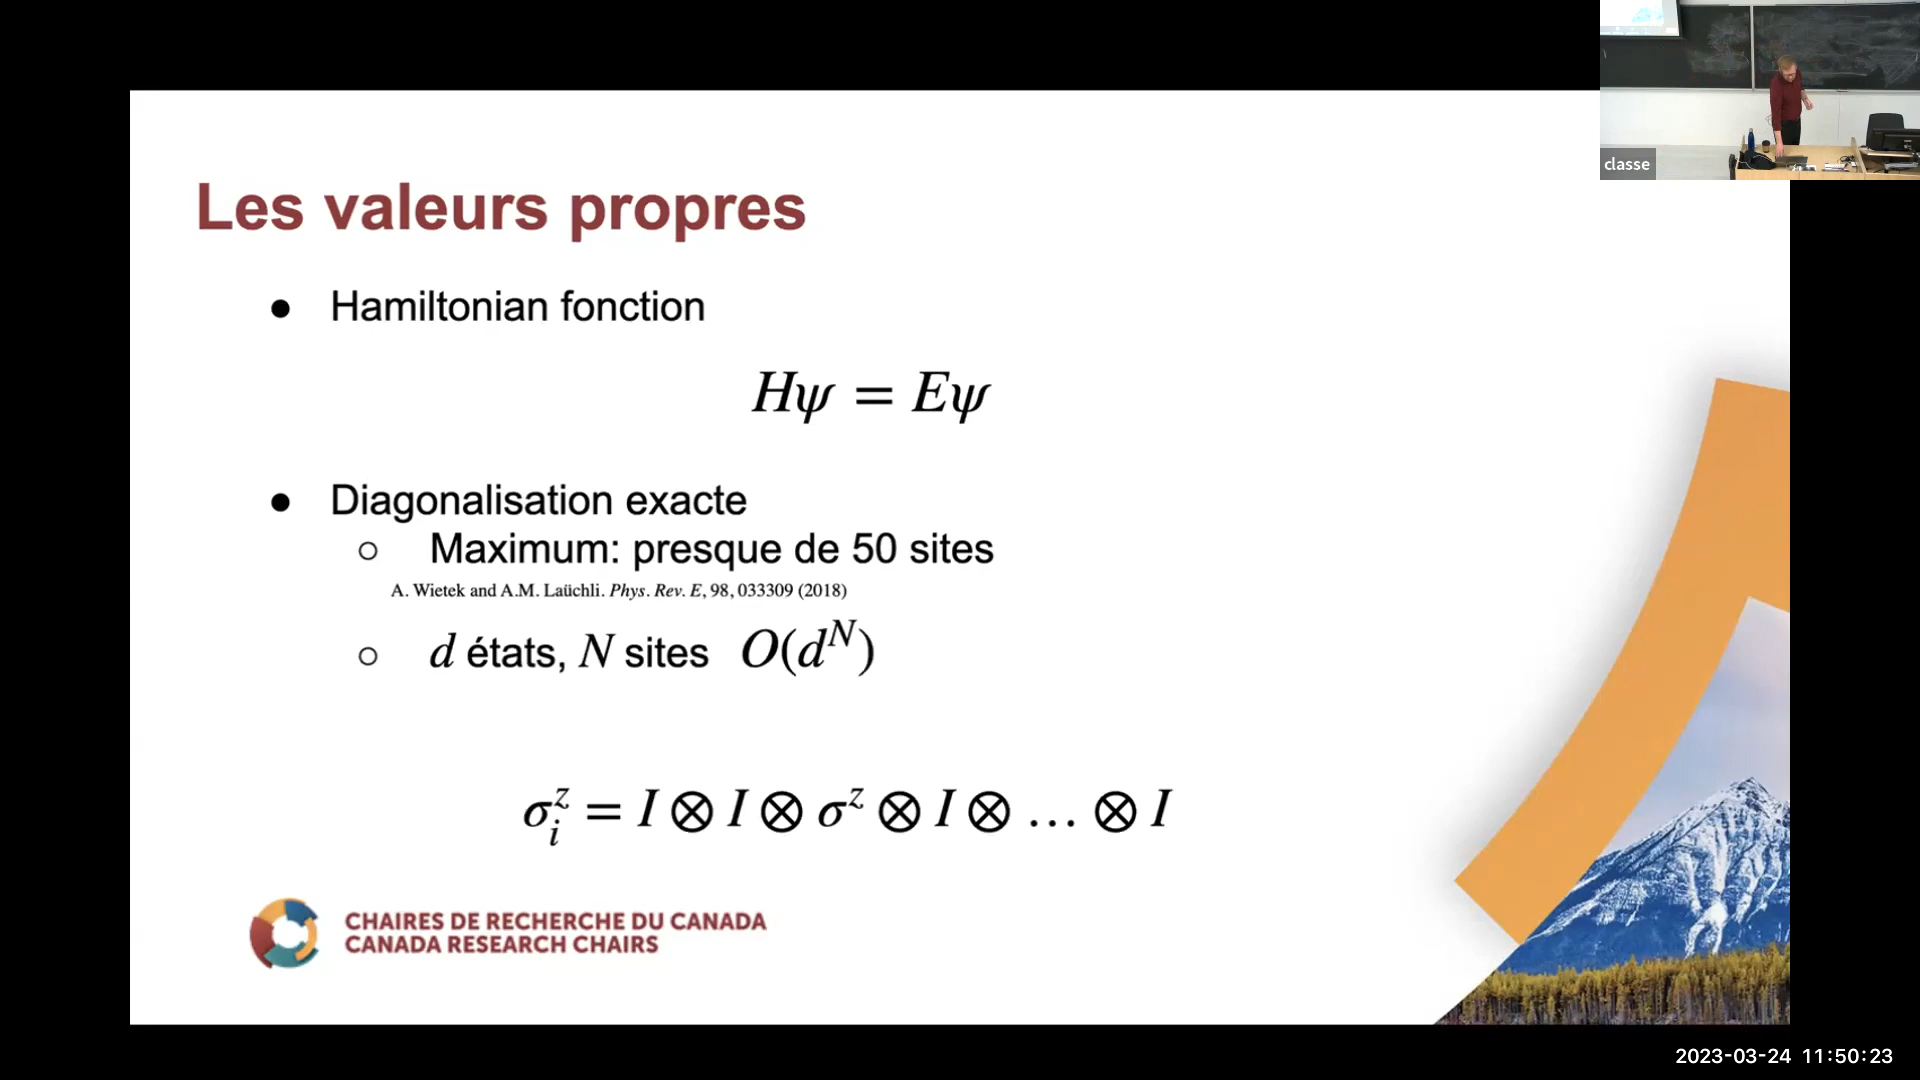 classe
Les valeurs propres
● Hamiltonian fonction
Hψ = Eψ
● Diagonalisation exacte
○ Maximum: presque de 50 sites
A. Wietek and A.M. Laüchli. Phys. Rev. E, 98, 033309 (2018)
○ d états, N sites O(d^N)
σ_i^z = I ⊗ I ⊗ σ^z ⊗ I ⊗ … ⊗ I
CHAIRES DE RECHERCHE DU CANADA
CANADA RESEARCH CHAIRS
2023-03-24 11:50:23